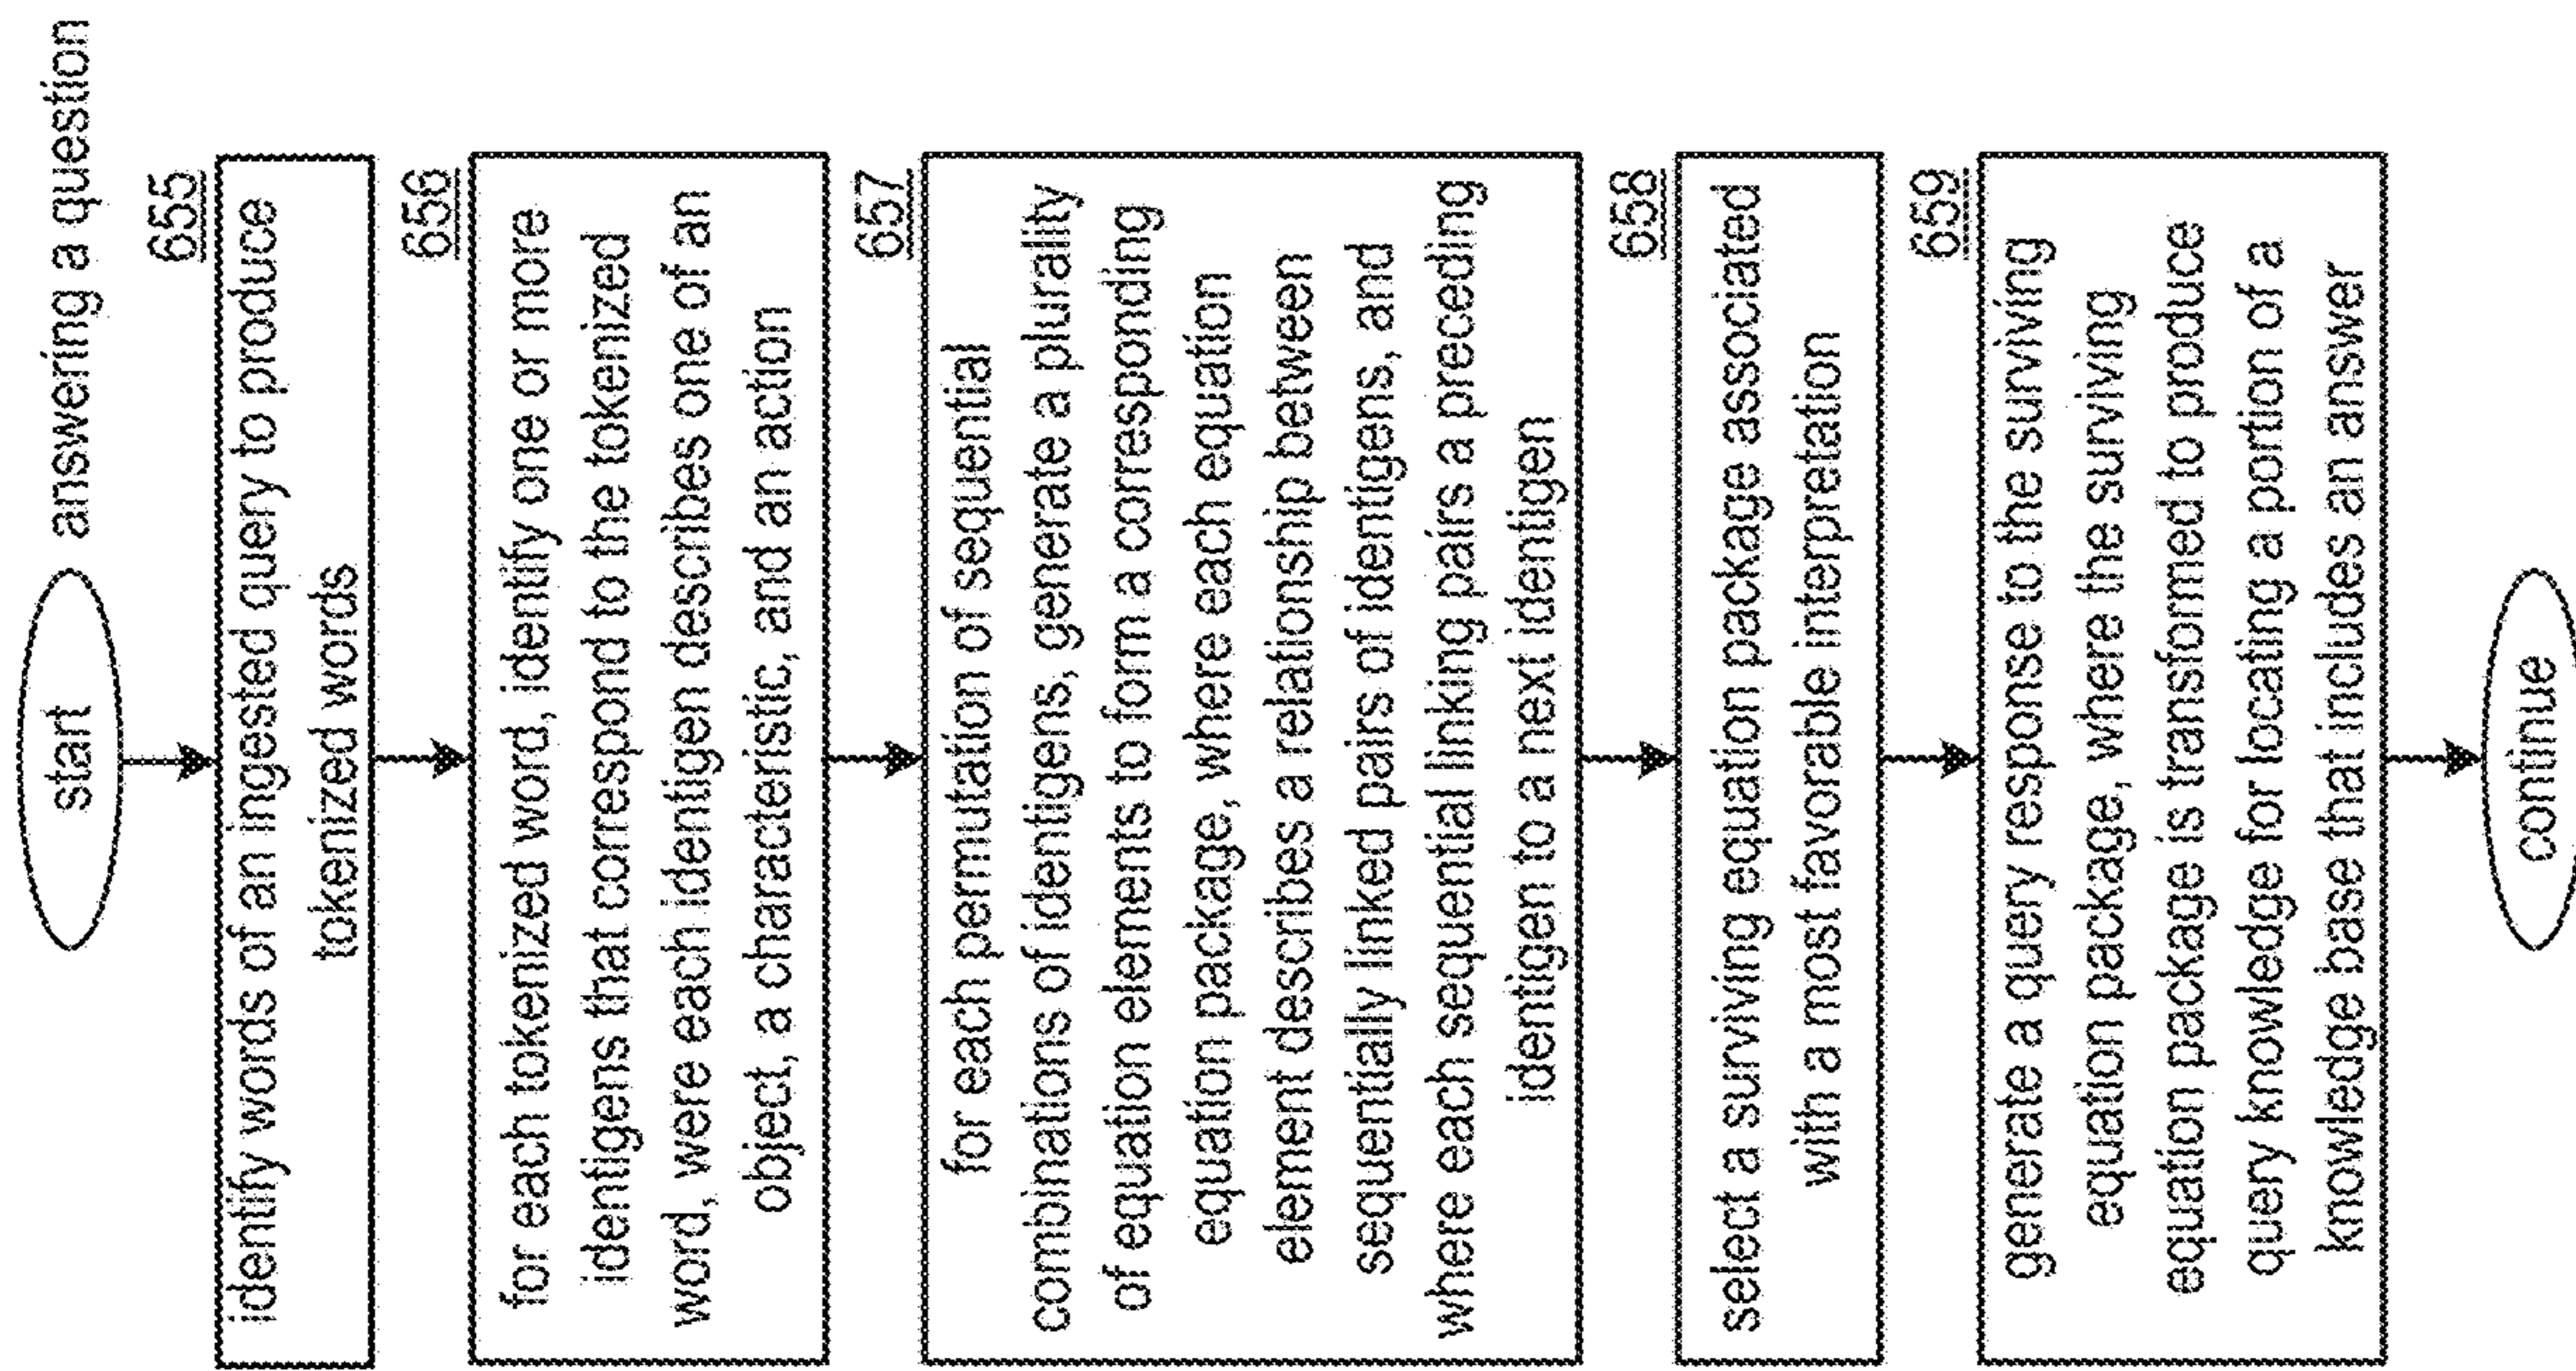 start
answering a question
655
identify words of an ingested query to produce
tokenized words
656
for each tokenized word, identify one or more
identigens that correspond to the tokenized
word, were each identigen describes one of an
object, a characteristic, and an action
657
for each permutation of sequential
combinations of identigens, generate a plurality
of equation elements to form a corresponding
equation package, where each equation
element describes a relationship between
sequentially linked pairs of identigens, and
where each sequential linking pairs a preceding
identigen to a next identigen
658
select a surviving equation package associated
with a most favorable interpretation
659
generate a query response to the surviving
equation package, where the surviving
equation package is transformed to produce
query knowledge for locating a portion of a
knowledge base that includes an answer
continue